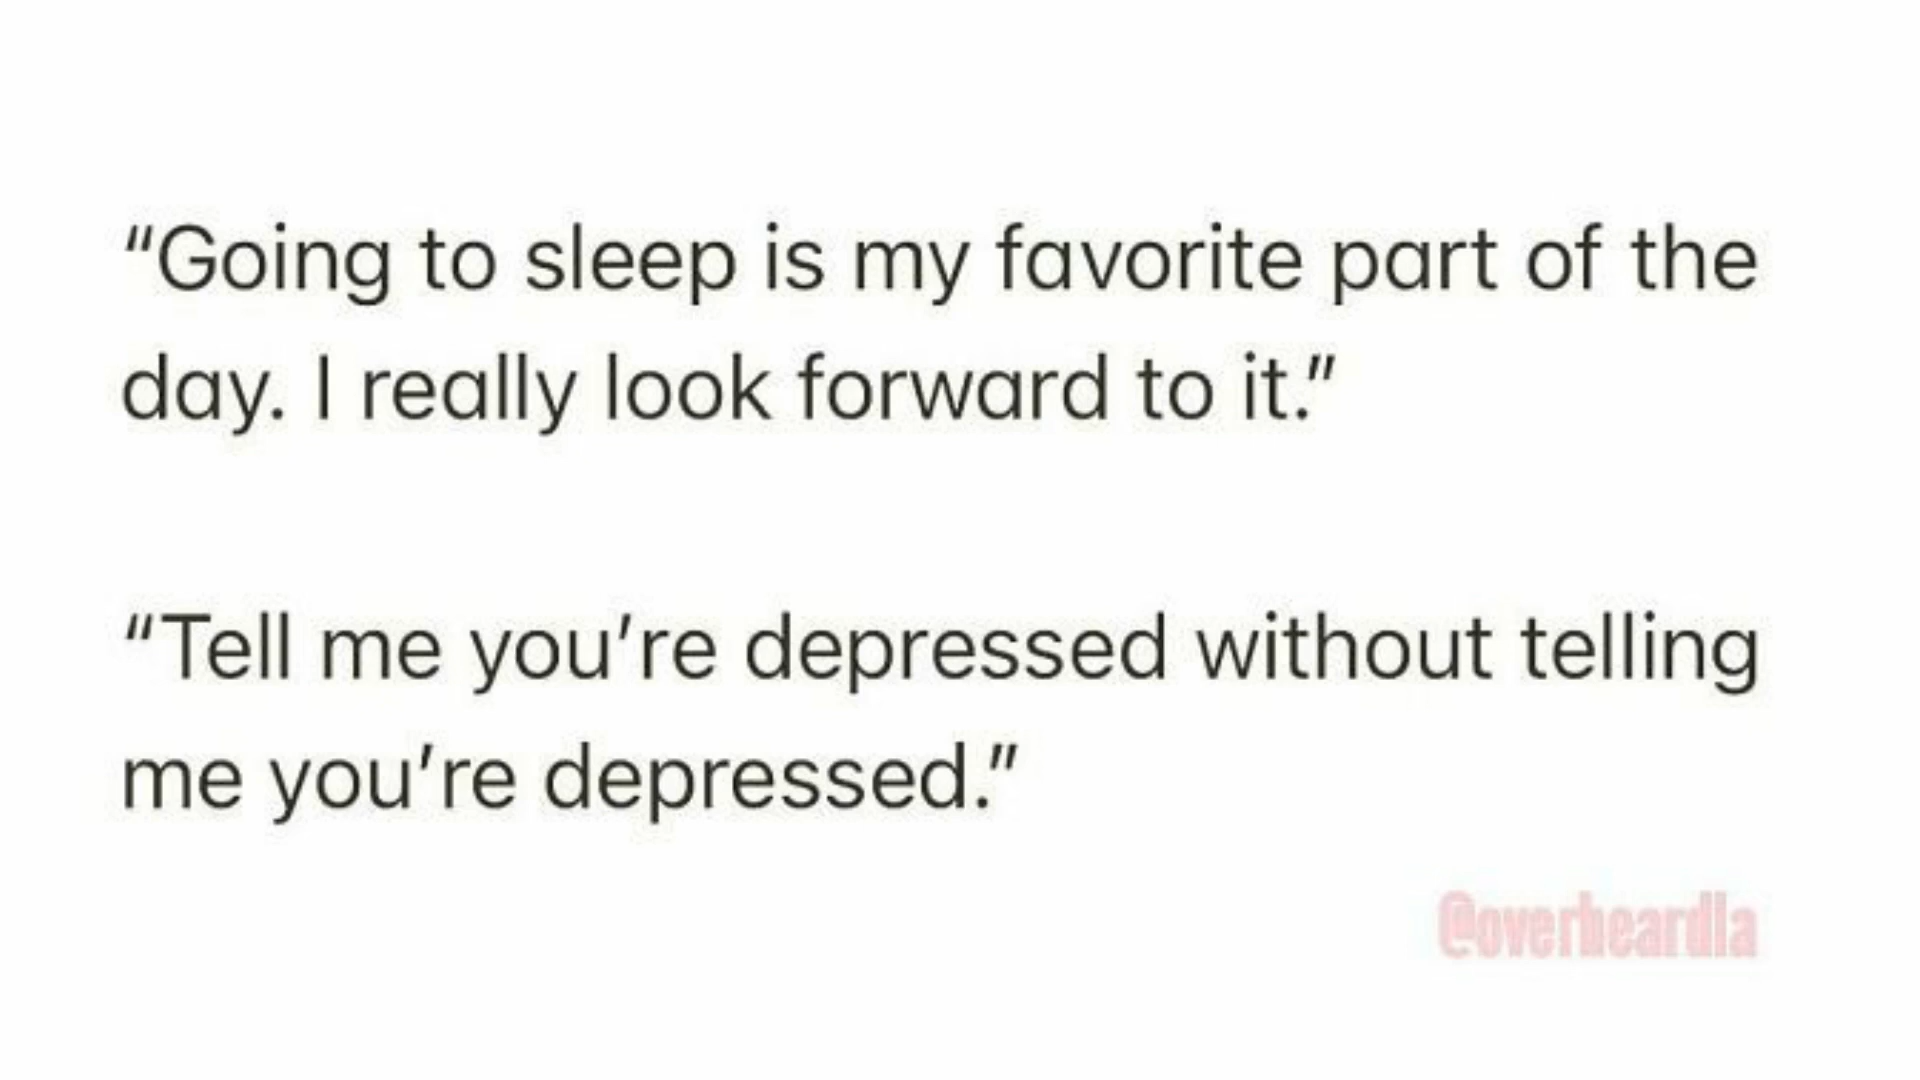 “Going to sleep is my favorite part of the
day. I really look forward to it.”
“Tell me you’re depressed without telling
me you’re depressed.”
@overheardla